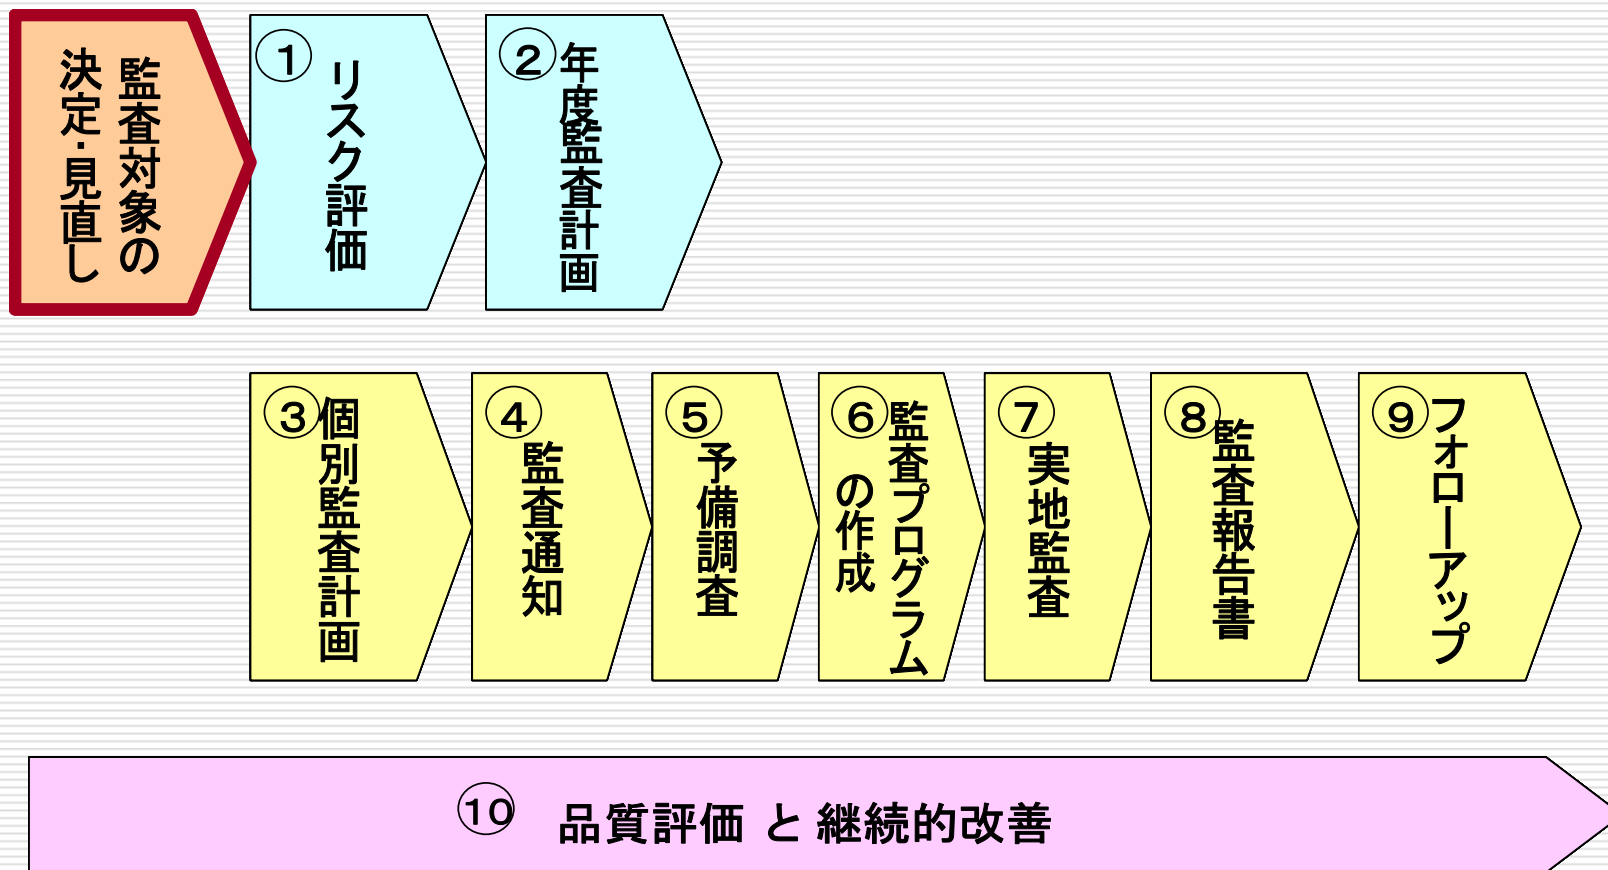 監査対象の
決定・見直し
①
リスク評価
②
年度監査計画
③
個別監査計画
④
監査通知
⑤
予備調査
⑥
監査プログラム
の作成
⑦
実地監査
⑧
監査報告書
⑨
フォローアップ
⑩ 品質評価 と 継続的改善